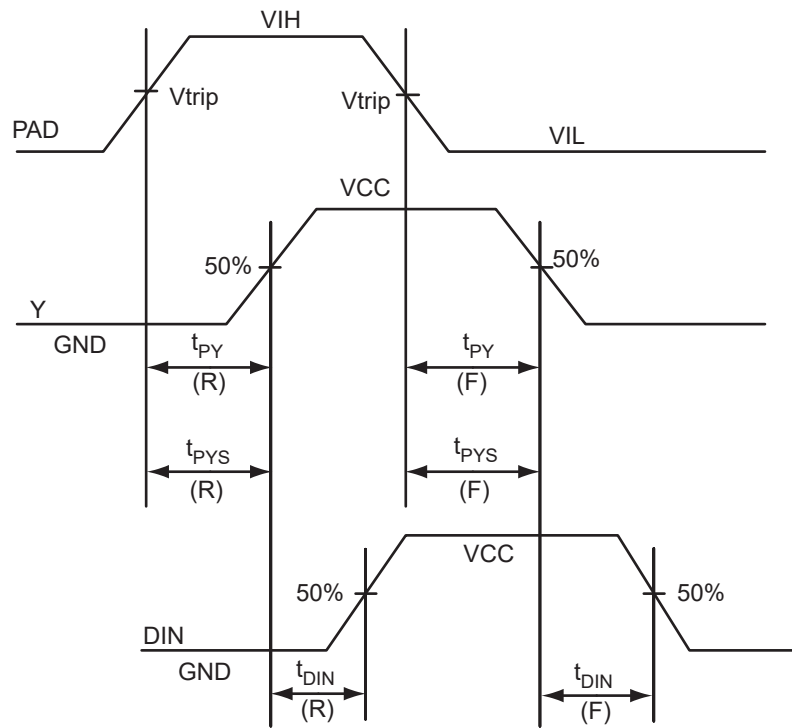 VIH
Vtrip
Vtrip
PAD
VIL
VCC
50%
50%
Y
GND
tPY
(R)
tPY
(F)
tPYS
(R)
tPYS
(F)
VCC
50%
50%
DIN
GND
tDIN
(R)
tDIN
(F)